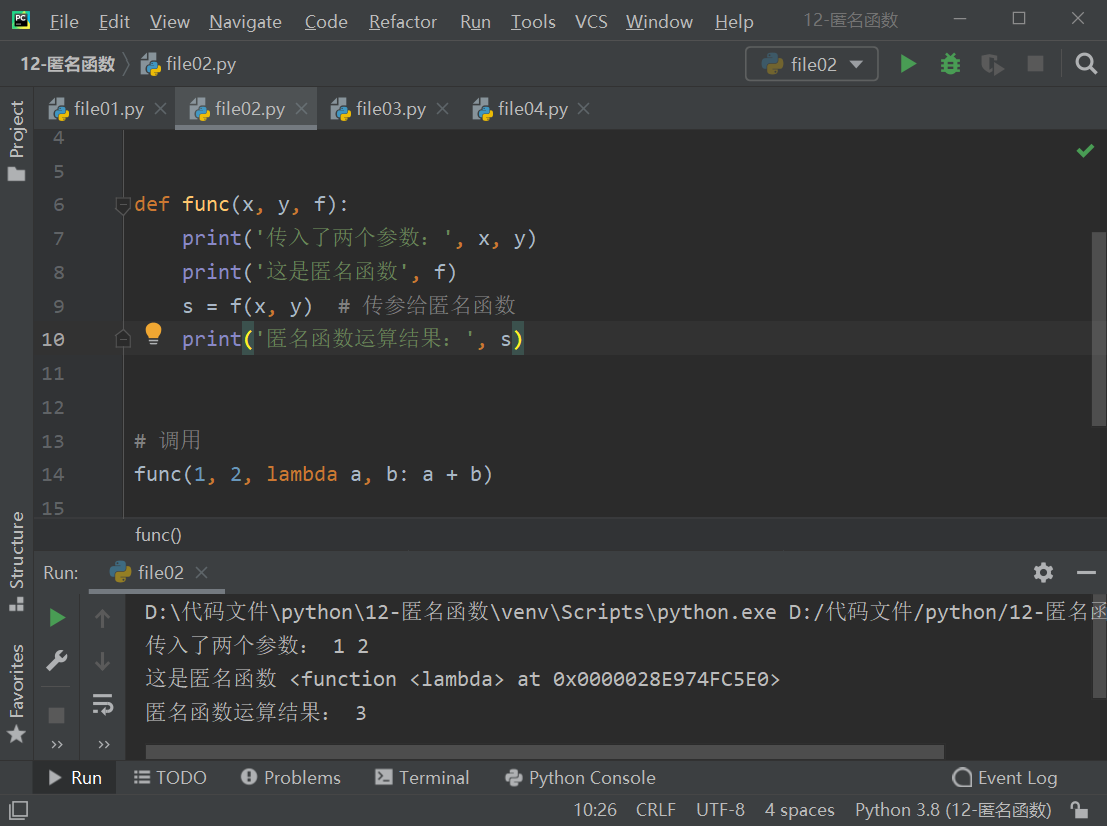 File Edit View Navigate Code Refactor Run Tools VCS Window Help 12-匿名函数
12-匿名函数 file02.py file02
Project
file01.py file02.py file03.py file04.py
4
5
6 def func(x, y, f):
7 print('传入了两个参数：', x, y)
8 print('这是匿名函数', f)
9 s = f(x, y)  # 传参给匿名函数
10 print('匿名函数运算结果：', s)
11
12
13 # 调用
14 func(1, 2, lambda a, b: a + b)
15
func()
Structure
Favorites
Run: file02
D:\代码文件\python\12-匿名函数\venv\Scripts\python.exe D:/代码文件/python/12-匿名函
传入了两个参数： 1 2
这是匿名函数 <function <lambda> at 0x0000028E974FC5E0>
匿名函数运算结果： 3
Run TODO Problems Terminal Python Console Event Log
10:26 CRLF UTF-8 4 spaces Python 3.8 (12-匿名函数)